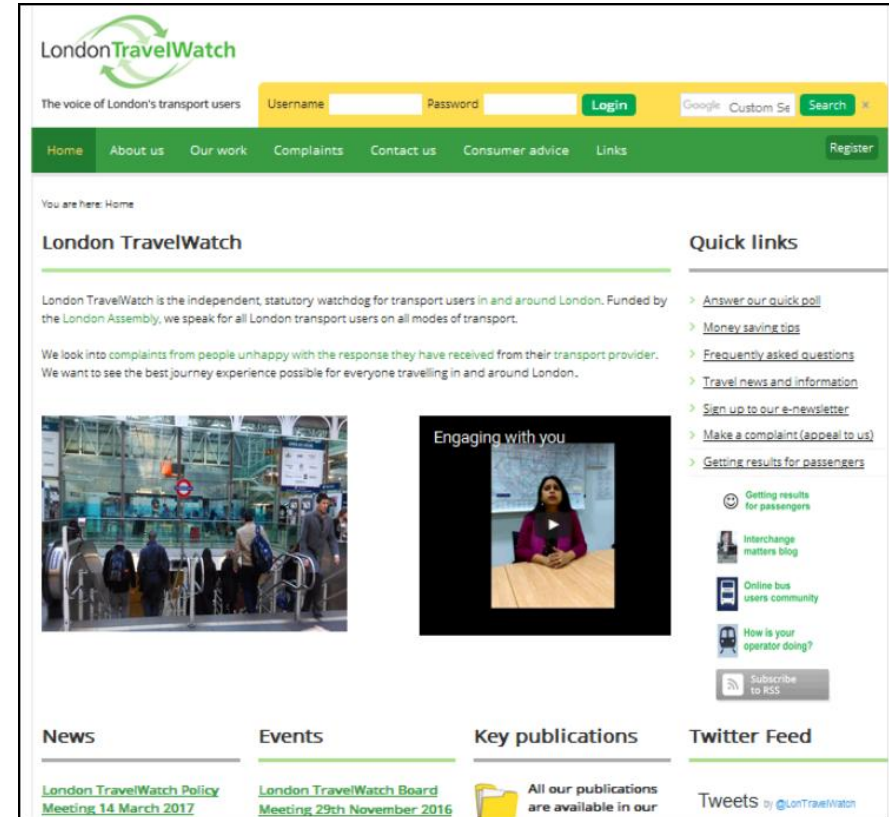 LondonTravelWatch
The voice of London's transport users
Username
Password
Login
Google Custom Se
Search
×
Home
About us
Our work
Complaints
Contact us
Consumer advice
Links
Register
You are here: Home
London TravelWatch
London TravelWatch is the independent, statutory watchdog for transport users in and around London. Funded by
the London Assembly, we speak for all London transport users on all modes of transport.
We look into complaints from people unhappy with the response they have received from their transport provider.
We want to see the best journey experience possible for everyone travelling in and around London.
Engaging with you
Quick links
Answer our quick poll
Money saving tips
Frequently asked questions
Travel news and information
Sign up to our e-newsletter
Make a complaint (appeal to us)
Getting results for passengers
Getting results
for passengers
Interchange
matters blog
Online bus
users community
How is your
operator doing?
Subscribe
to RSS
News
London TravelWatch Policy
Meeting 14 March 2017
Events
London TravelWatch Board
Meeting 29th November 2016
Key publications
All our publications
are available in our
Twitter Feed
Tweets by @LonTravelWatch